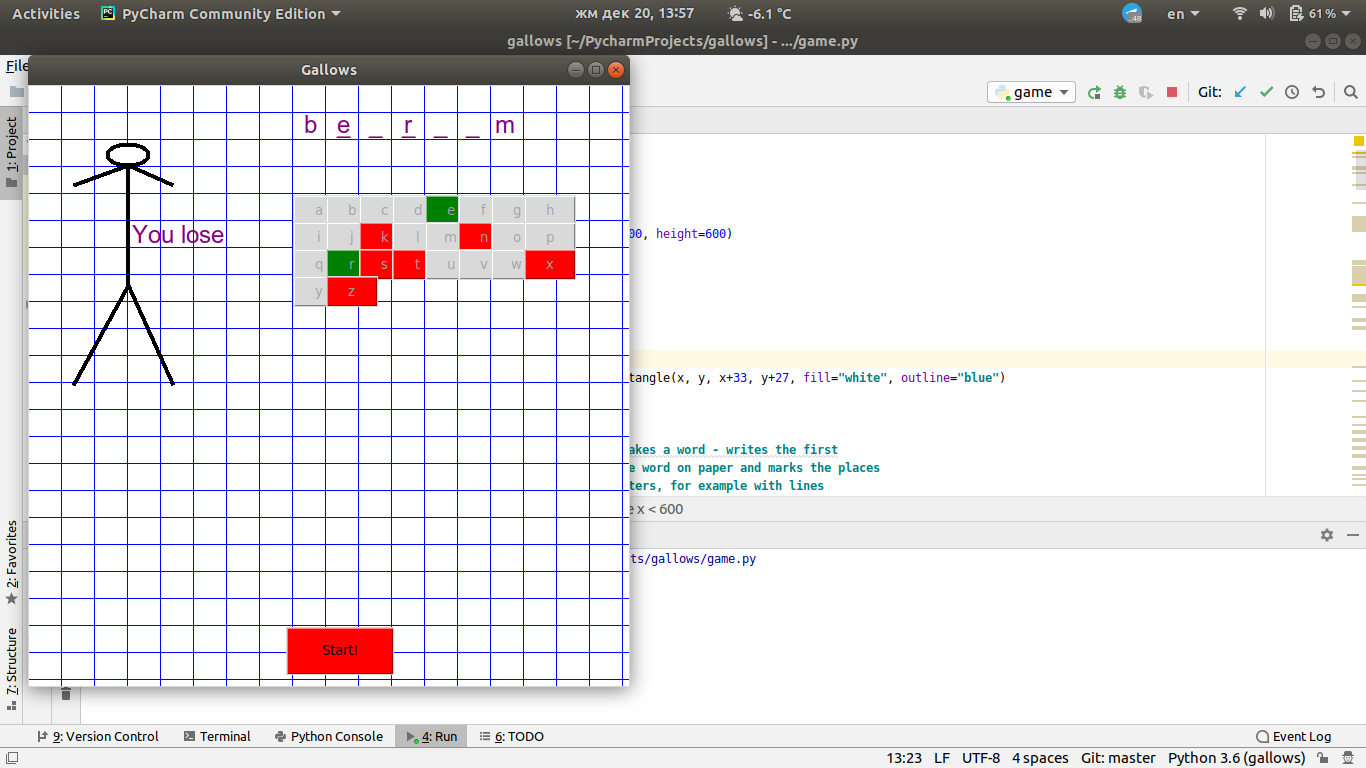 Activities PyCharm Community Edition жм дек 20, 13:57 -6.1 °C 48 en 61%
gallows [~/PycharmProjects/gallows] - .../game.py
File
Gallows
game Git:
1: Project
b e _ r _ _ m
a b c d e f g h
i j k l m n o p
q r s t u v w x
y z
You lose
Start!
00, height=600)
tangle(x, y, x+33, y+27, fill="white", outline="blue")
akes a word - writes the first
e word on paper and marks the places
ters, for example with lines
e x < 600
ts/gallows/game.py
2: Favorites
7: Structure
9: Version Control Terminal Python Console 4: Run 6: TODO Event Log
13:23 LF UTF-8 4 spaces Git: master Python 3.6 (gallows)